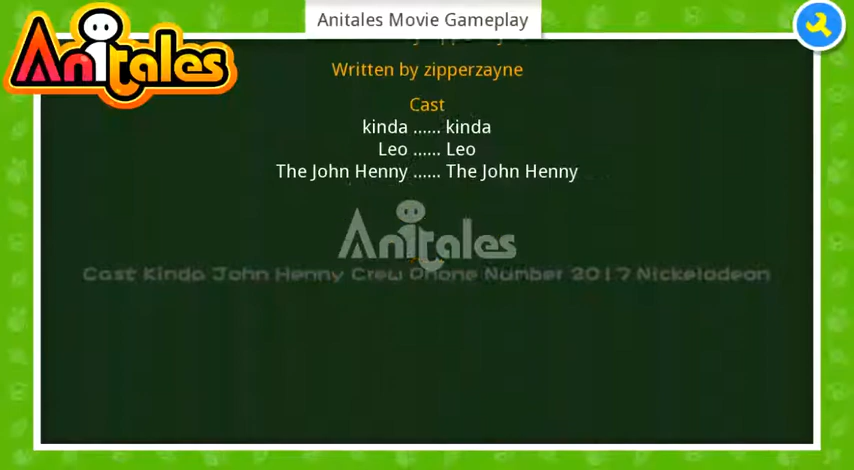 Anitales Movie Gameplay
Anitales
Written by zipperzayne
Cast
kinda ...... kinda
Leo ...... Leo
The John Henny ...... The John Henny
Anitales
Cast Kinda John Henny Crew Phone Number 2017 Nickelodeon